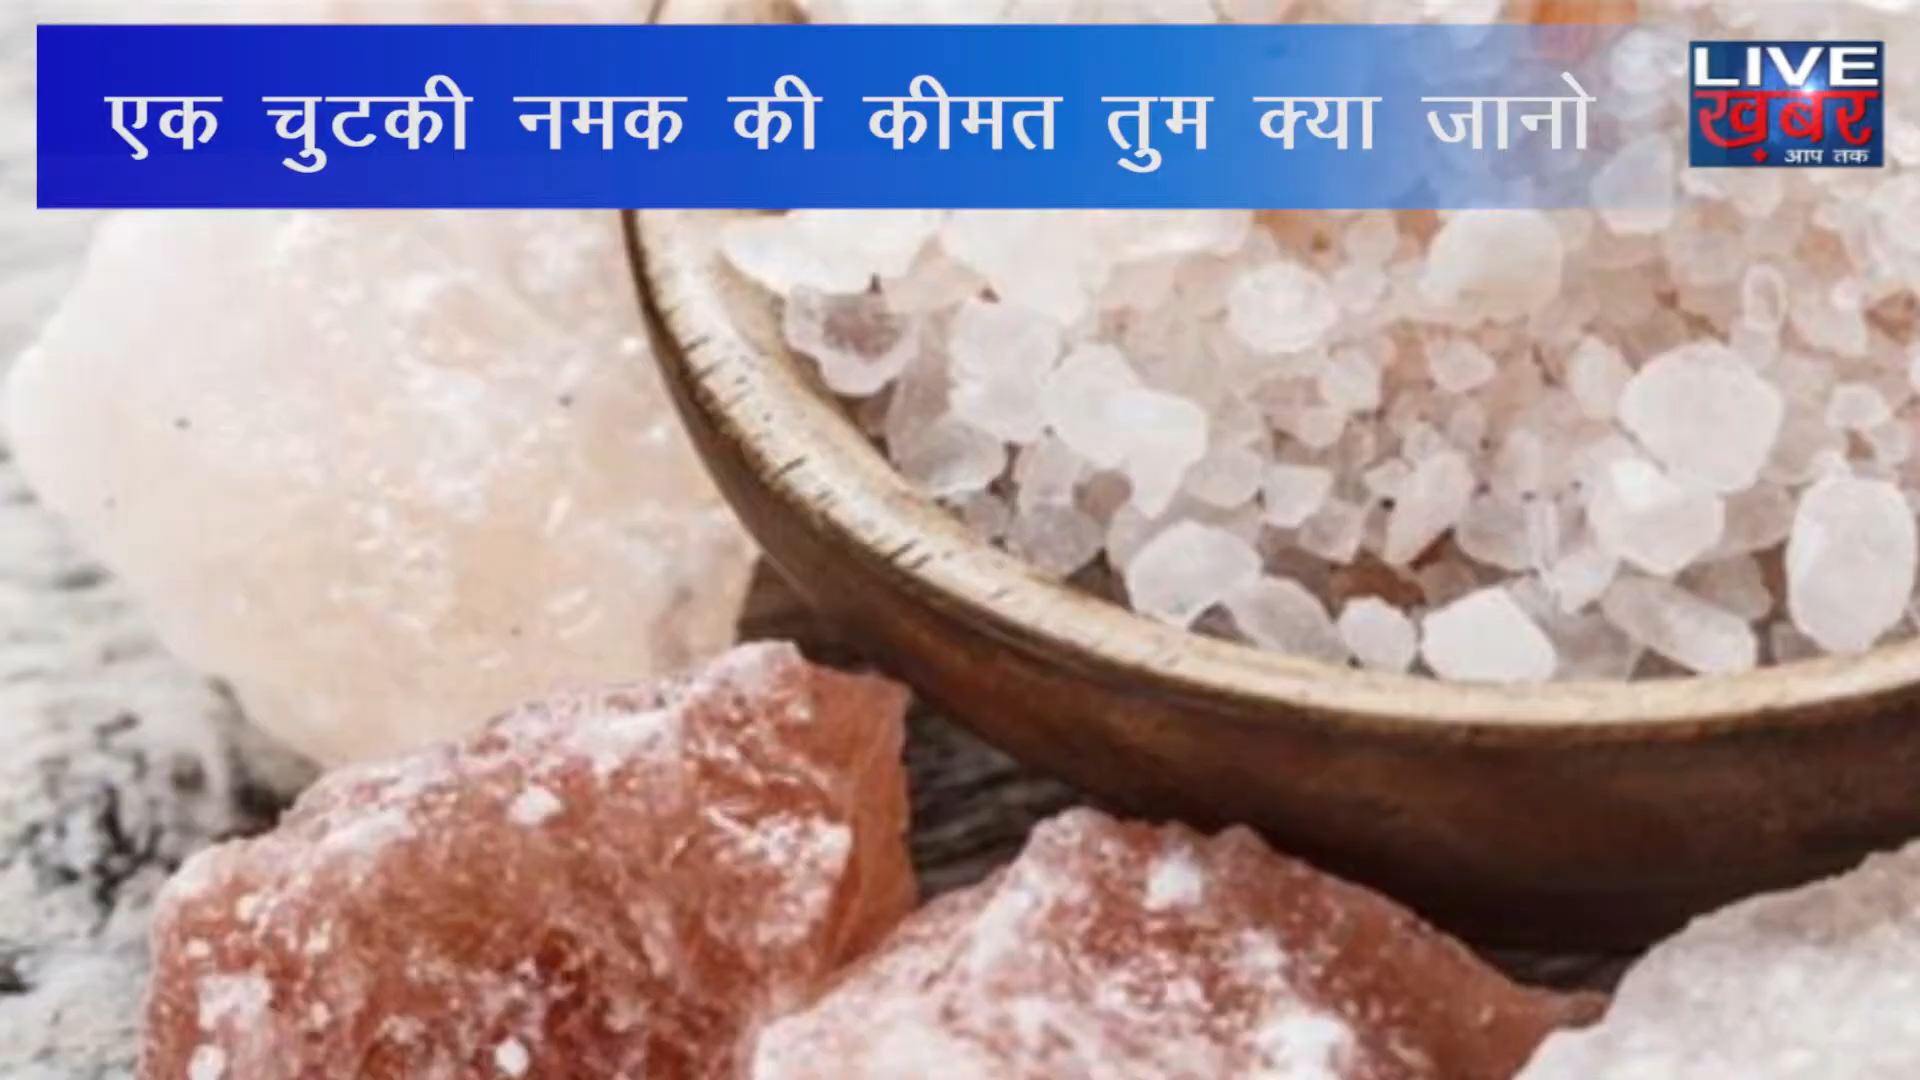 एक चुटकी नमक की कीमत तुम क्या जानो
LIVE
ख़बर
आप तक